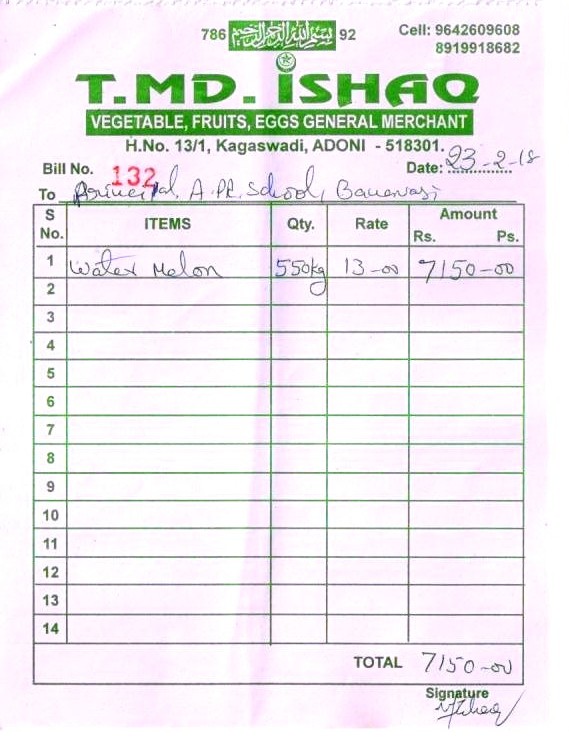 786 بسم الله الرحمن الرحيم 92
Cell: 9642609608
8919918682
T.MD. ISHAQ
VEGETABLE, FRUITS, EGGS GENERAL MERCHANT
H.No. 13/1, Kagaswadi, ADONI - 518301.
Bill No. 132 Date: 23-2-18
To Principal, A.P.R. School, Banavasi
S No. ITEMS Qty. Rate Amount
Rs. Ps.
1 Water Melon 550kg 13-00 7150-00
2
3
4
5
6
7
8
9
10
11
12
13
14
TOTAL 7150-00
Signature